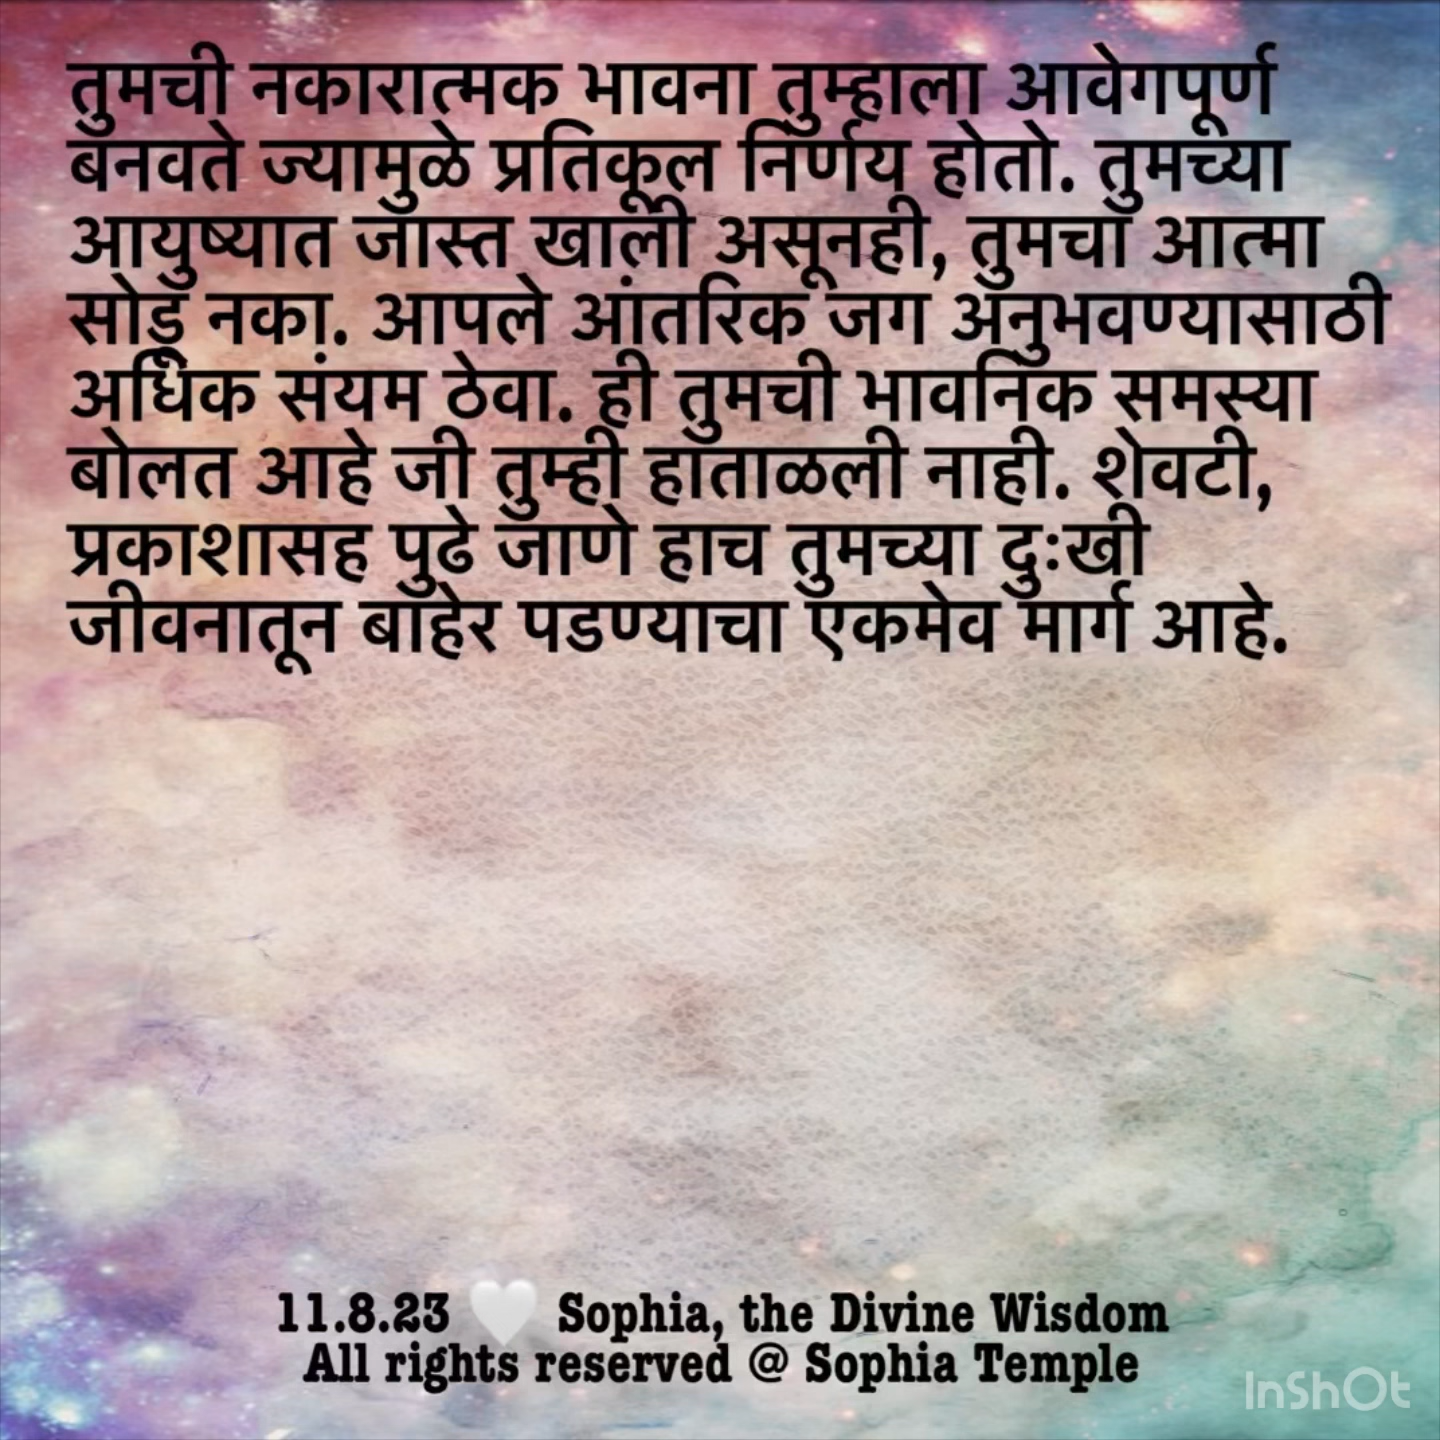 तुमची नकारात्मक भावना तुम्हाला आवेगपूर्ण
बनवते ज्यामुळे प्रतिकूल निर्णय होतो. तुमच्या
आयुष्यात जास्त खाली असूनही, तुमचा आत्मा
सोडू नका. आपले आंतरिक जग अनुभवण्यासाठी
अधिक संयम ठेवा. ही तुमची भावनिक समस्या
बोलत आहे जी तुम्ही हाताळली नाही. शेवटी,
प्रकाशासह पुढे जाणे हाच तुमच्या दुःखी
जीवनातून बाहेर पडण्याचा एकमेव मार्ग आहे.
11.8.23 🤍 Sophia, the Divine Wisdom
All rights reserved @ Sophia Temple
InShOt